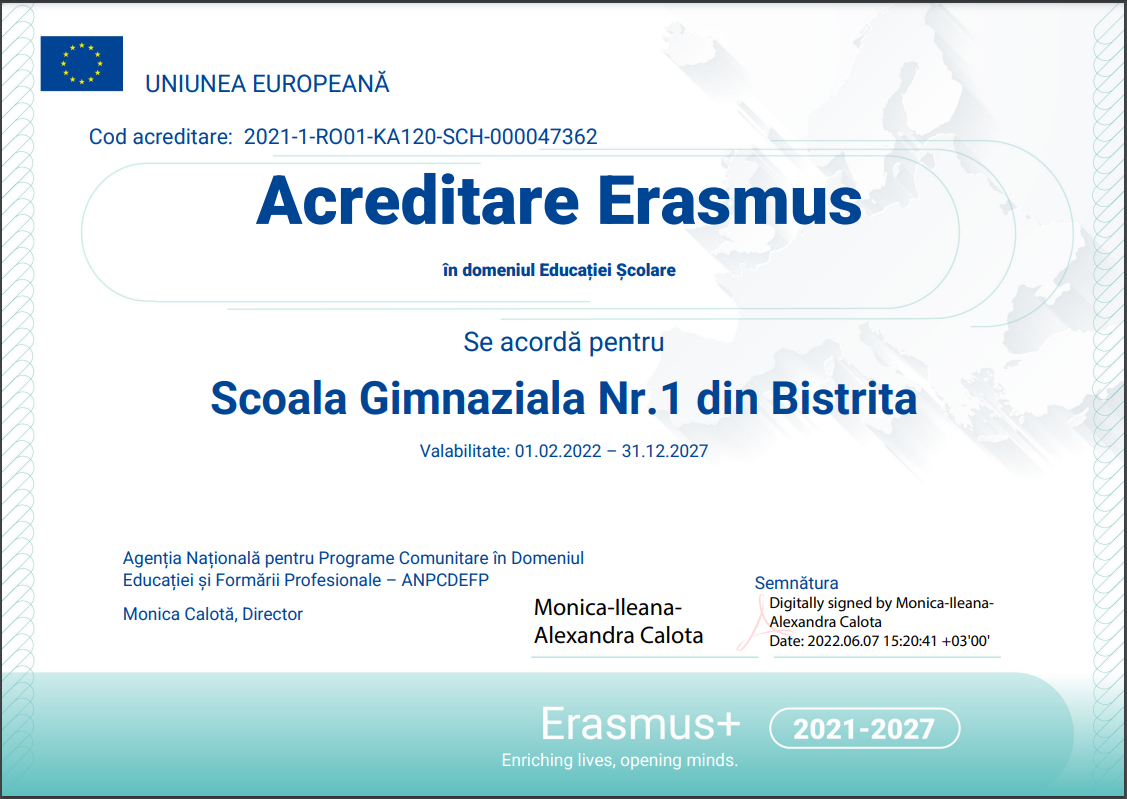 UNIUNEA EUROPEANĂ
Cod acreditare: 2021-1-RO01-KA120-SCH-000047362
Acreditare Erasmus
în domeniul Educației Școlare
Se acordă pentru
Scoala Gimnaziala Nr.1 din Bistrita
Valabilitate: 01.02.2022 – 31.12.2027
Agenția Națională pentru Programe Comunitare în Domeniul
Educației și Formării Profesionale – ANPCDEFP
Monica Calotă, Director
Monica-Ileana-
Alexandra Calota
Semnătura
Digitally signed by Monica-Ileana-
Alexandra Calota
Date: 2022.06.07 15:20:41 +03'00'
Erasmus+
2021-2027
Enriching lives, opening minds.